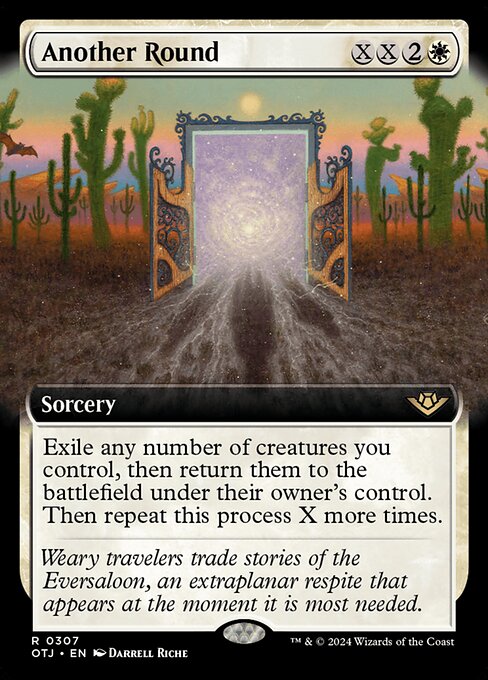 Another Round XX2
Sorcery
Exile any number of creatures you
control, then return them to the
battlefield under their owner's control.
Then repeat this process X more times.
Weary travelers trade stories of the
Eversaloon, an extraplanar respite that
appears at the moment it is most needed.
R 0307
OTJ • EN Darrell Riche
™ & © 2024 Wizards of the Coast